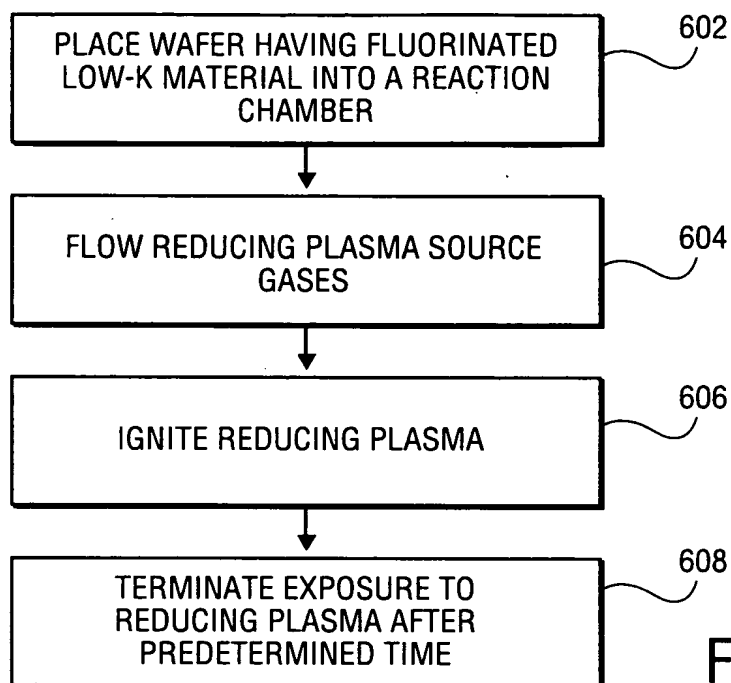 PLACE WAFER HAVING FLUORINATED
LOW-K MATERIAL INTO A REACTION
CHAMBER
602
FLOW REDUCING PLASMA SOURCE
GASES
604
IGNITE REDUCING PLASMA
606
TERMINATE EXPOSURE TO
REDUCING PLASMA AFTER
PREDETERMINED TIME
608